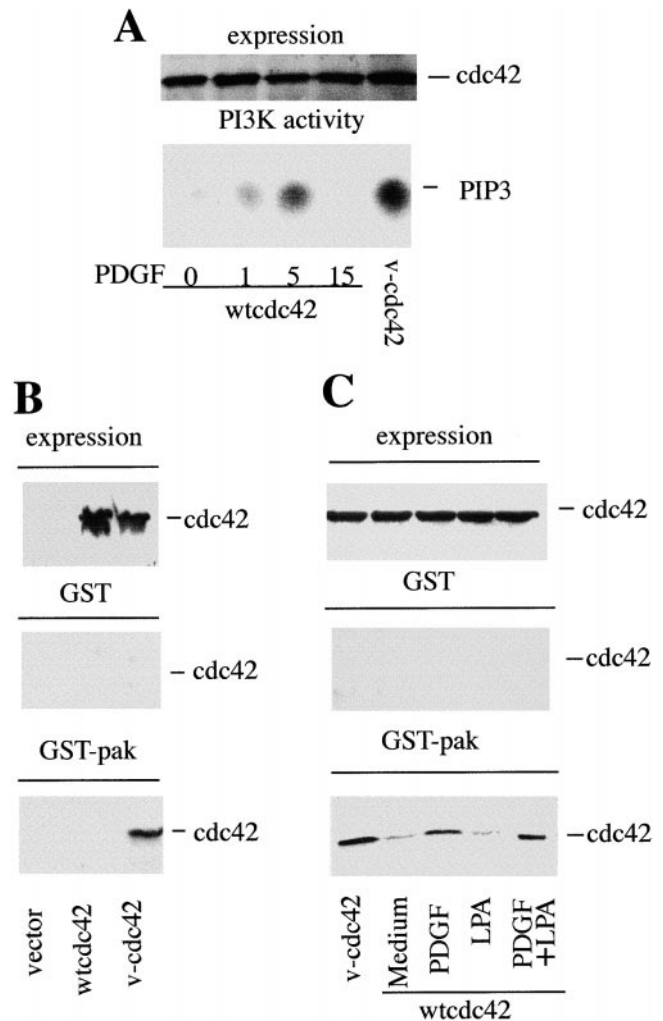 A
expression
— cdc42
PI3K activity
– PIP3
PDGF 0 1 5 15 v-cdc42
wtcdc42
B
expression
–cdc42
GST
– cdc42
GST-pak
– cdc42
vector wtcdc42 v-cdc42
C
expression
– cdc42
GST
–cdc42
GST-pak
–cdc42
v-cdc42 Medium PDGF LPA PDGF
+LPA
wtcdc42